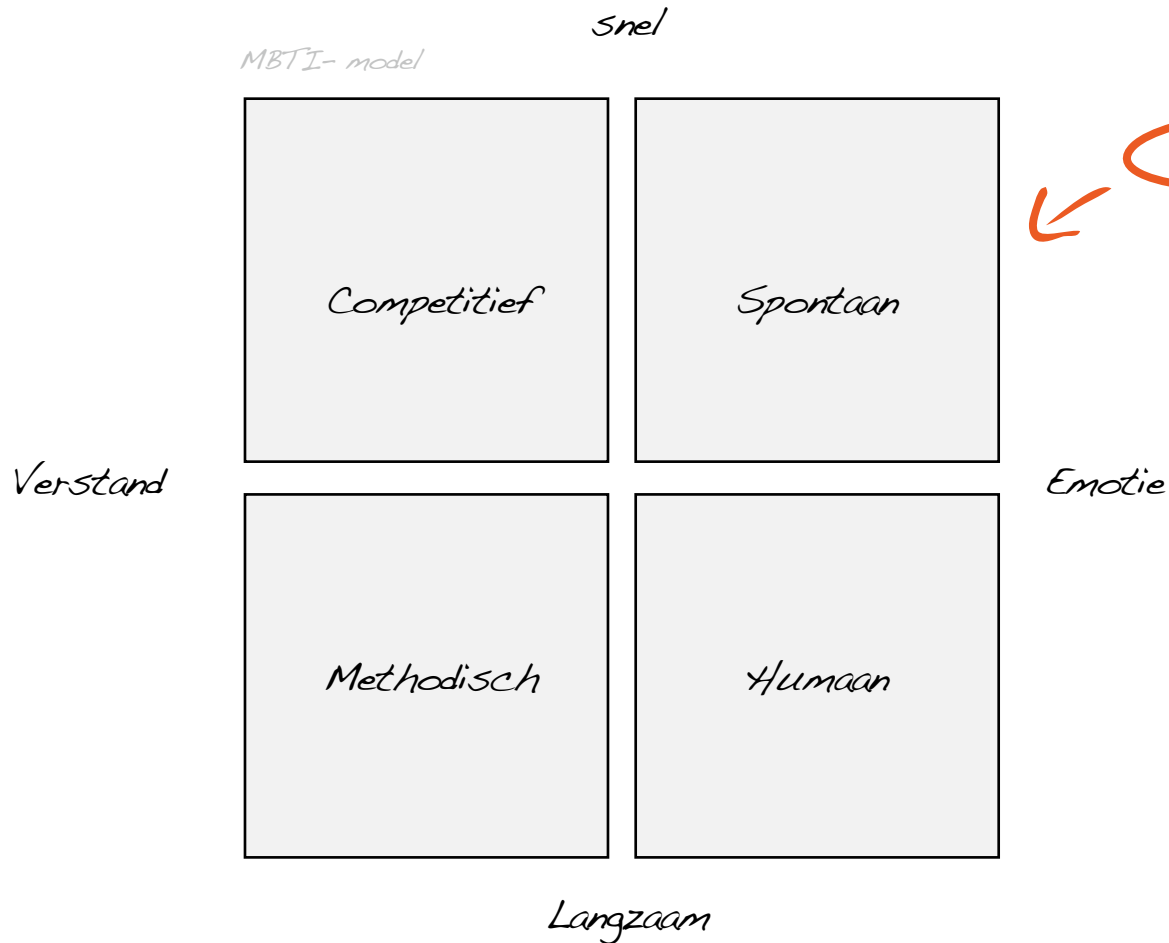 snel
MBTI- model
Competitief
Spontaan
Verstand
Emotie
Methodisch
Humaan
Langzaam